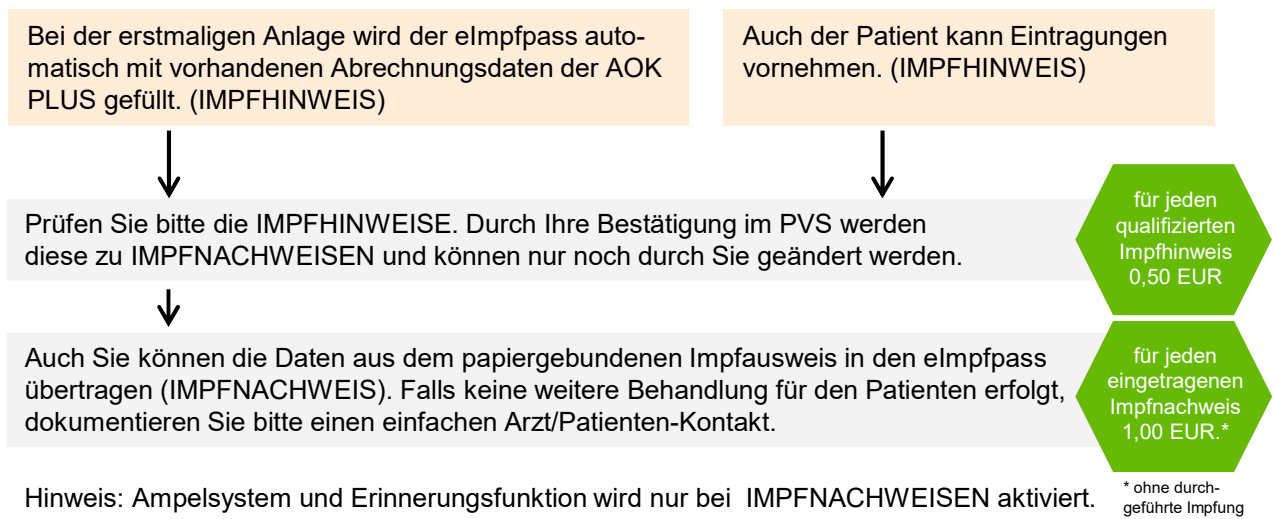 Bei der erstmaligen Anlage wird der eImpfpass auto-
matisch mit vorhandenen Abrechnungsdaten der AOK
PLUS gefüllt. (IMPFHINWEIS)
Auch der Patient kann Eintragungen
vornehmen. (IMPFHINWEIS)
Prüfen Sie bitte die IMPFHINWEISE. Durch Ihre Bestätigung im PVS werden
diese zu IMPFNACHWEISEN und können nur noch durch Sie geändert werden.
für jeden
qualifizierten
Impfhinweis
0,50 EUR
Auch Sie können die Daten aus dem papiergebundenen Impfausweis in den eImpfpass
übertragen (IMPFNACHWEIS). Falls keine weitere Behandlung für den Patienten erfolgt,
dokumentieren Sie bitte einen einfachen Arzt/Patienten-Kontakt.
für jeden
eingetragenen
Impfnachweis
1,00 EUR.*
Hinweis: Ampelsystem und Erinnerungsfunktion wird nur bei IMPFNACHWEISEN aktiviert.
* ohne durch-
geführte Impfung